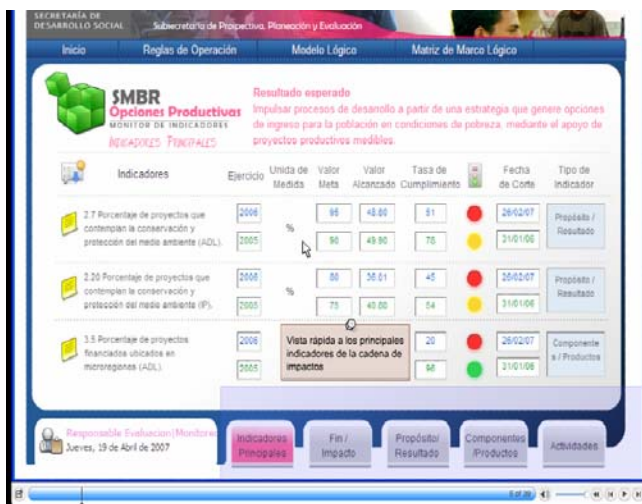 SECRETARÍA DE
DESARROLLO SOCIAL
Subsecretaría de Prospectiva, Planeación y Evaluación
Inicio Reglas de Operación Modelo Lógico Matriz de Marco Lógico
SMBR
Opciones Productivas
MONITOR DE INDICADORES
INDICADORES PRINCIPALES
Resultado esperado
Impulsar procesos de desarrollo a partir de una estrategia que genere opciones
de ingreso para la población en condiciones de pobreza mediante el apoyo de
proyectos productivos medibles.
Indicadores Ejercicio Unida de Medida Valor Meta Valor Alcanzado Tasa de Cumplimiento Fecha de Corte Tipo de Indicador
2.7 Porcentaje de proyectos que
contemplan la conservación y
protección del medio ambiente (ADL).
2006 % 95 48.60 51 26/02/07
2005 90 49.90 78 31/01/06
Propósito /
Resultado
2.20 Porcentaje de proyectos que
contemplan la conservación y
protección del medio ambiente (IP).
2006 % 80 36.01 45 26/02/07
2005 75 40.80 54 31/01/06
Propósito /
Resultado
3.5 Porcentaje de proyectos
financiados ubicados en
microregiones (ADL).
2006 20 26/02/07
2005 98 31/01/06
Componente
s / Productos
Vista rápida a los principales
indicadores de la cadena de
impactos
Responsable Evaluacion|Monitoreo
Jueves, 19 de Abril de 2007
Indicadores
Principales
Fin /
Impacto
Propósito/
Resultado
Componentes
/Productos
Actividades